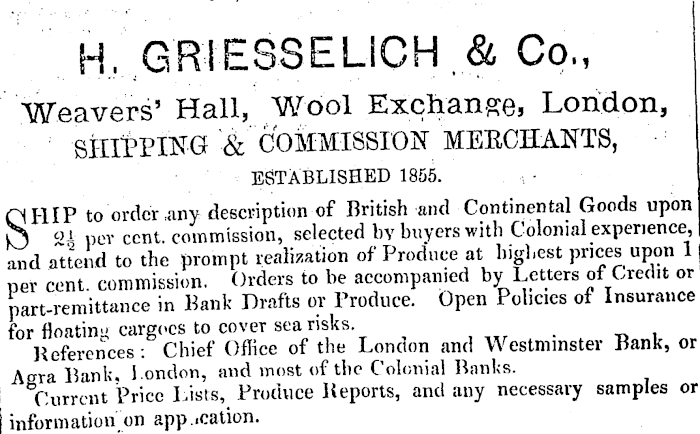 H. GRIESSELICH & Co.,
Weavers' Hall, Wool Exchange, London,
SHIPPING & COMMISSION MERCHANTS,
ESTABLISHED 1855.
SHIP to order any description of British and Continental Goods upon
2½ per cent. commission, selected by buyers with Colonial experience,
and attend to the prompt realization of Produce at highest prices upon 1
per cent. commission. Orders to be accompanied by Letters of Credit or
part-remittance in Bank Drafts or Produce. Open Policies of Insurance
for floating cargoes to cover sea risks.
References: Chief Office of the London and Westminster Bank, or
Agra Bank, London, and most of the Colonial Banks.
Current Price Lists, Produce Reports, and any necessary samples or
information on application.